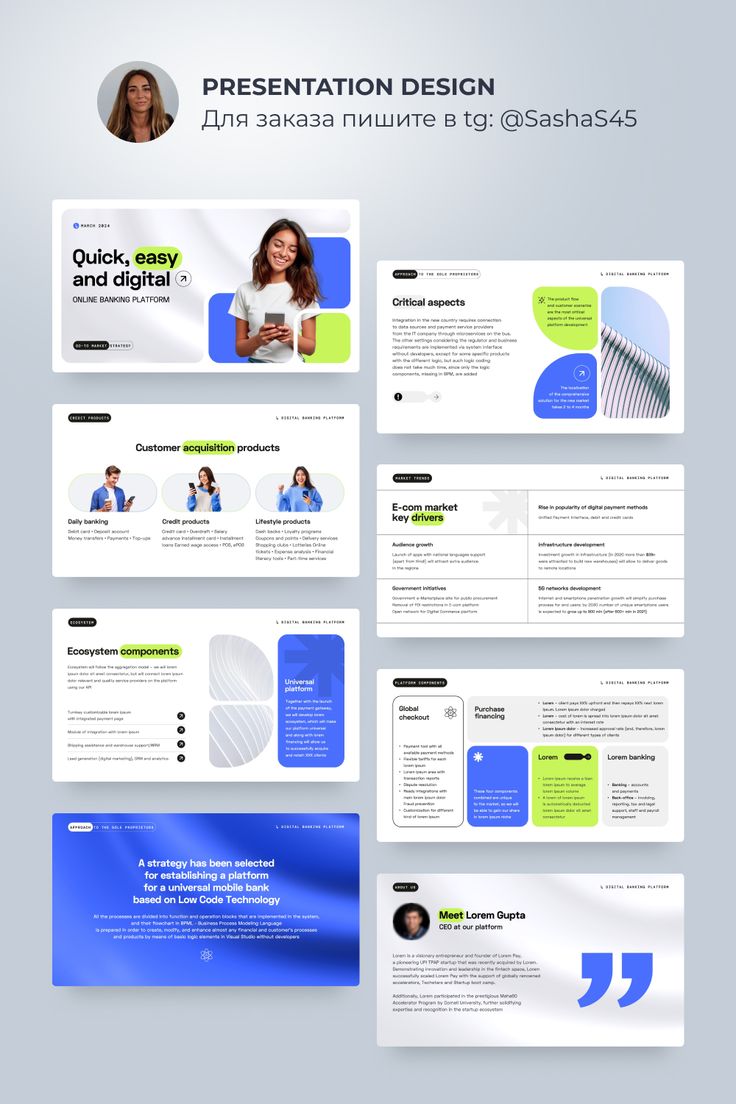 PRESENTATION DESIGN
Для заказа пишите в tg: @SashaS45
MARCH 2024
Quick, easy
and digital
ONLINE BANKING PLATFORM
GO-TO MARKET STRATEGY
CREDIT PRODUCTS
DIGITAL BANKING PLATFORM
Customer acquisition products
Daily banking
Debit card • Deposit account
Money transfers • Payments • Top-ups
Credit products
Credit card • Overdraft • Salary
advance installment card • Installment
loans Earned wage access • POS, ePOS
Lifestyle products
Cash backs • Loyalty programs
Coupons and points • Delivery services
Shopping clubs • Lotteries Online
tickets • Expense analysis • Financial
literacy tools • Part-time services
ECOSYSTEM
DIGITAL BANKING PLATFORM
Ecosystem components
Ecosystem will follow the aggregation model – we will lorem
ipsum dolor sit amet consectetur, but will connect lorem ipsum
dolor relevant and quality service providers on the platform
using our API
Turnkey customizable lorem ipsum
with integrated payment page
Module of integration with lorem ipsum
Shipping assistance and warehouse support/WRM
Lead generation (digital marketing), CRM and analytics
Universal
platform
Together with the launch
of the payment gateway,
we will develop lorem
ecosystem, which will make
our platform universal
and along with lorem
financing will allow us
to successfully acquire
and retain XXX clients
APPROACH TO THE SOLE PROPRIETORS
DIGITAL BANKING PLATFORM
A strategy has been selected
for establishing a platform
for a universal mobile bank
based on Low Code Technology
All the processes are divided into function and operation blocks that are implemented in the system,
and their flowchart in BPML - Business Process Modeling Language
is prepared in order to create, modify, and enhance almost any financial and customer's processes
and products by means of basic logic elements in Visual Studio without developers
APPROACH TO THE SOLE PROPRIETORS
DIGITAL BANKING PLATFORM
Critical aspects
Integration in the new country requires connection
to data sources and payment service providers
from the IT company through microservices on the bus.
The other settings considering the regulator and business
requirements are implemented via system interface
without developers, except for some specific products
with the different logic, but such logic coding
does not take much time, since only the logic
components, missing in BPM, are added
The product flow
and customer scenarios
are the most critical
aspects of the universal
platform development
The localization
of the comprehensive
solution for the new market
takes 2 to 4 months
MARKET TRENDS
DIGITAL BANKING PLATFORM
E-com market
key drivers
Rise in popularity of digital payment methods
Unified Payment Interface, debit and credit cards
Audience growth
Launch of apps with national languages support
(apart from Hindi) will attract extra audience
in the regions
Infrastructure development
Investment growth in infrastructure (in 2020 more than $13bn
were attracted to build new warehouses) will allow to deliver goods
to remote locations
Government initiatives
Government e-Marketplace site for public procurement
Removal of FDI restrictions in E-com platform
Open network for Digital Commerce platform
5G networks development
Internet and smartphones penetration growth will simplify purchase
process for end users; by 2030 number of unique smartphone users
is expected to grow up to 900 mln (after 600+ mln in 2021)
PLATFORM COMPONENTS
DIGITAL BANKING PLATFORM
Global
checkout
• Payment tool with all
available payment methods
• Flexible tariffs for each
lorem ipsum
• Lorem ipsum area with
transaction reports
• Dispute resolution
• Ready integrations with
main lorem ipsum dolor
• Fraud prevention
• Customization for different
kind of lorem ipsum
Purchase
financing
• Lorem – client pays XX% upfront and then repays XX% next lorem
ipsum. Lorem ipsum dolor charged
• Lorem – cost of lorem is spread into lorem ipsum dolor sit amet
consectetur with an interest rate
• Lorem ipsum dolor – increased approval rate (and, therefore, lorem
ipsum dolor) for different types of clients
These four components
combined are unique
to the market, so we will
be able to gain our share
in lorem ipsum niche
Lorem
• Lorem ipsum receive a loan
lorem ipsum to average
lorem ipsum volume
• A lorem of lorem ipsum
is automatically deducted
lorem ipsum dolor sit amet
consectetur
Lorem banking
• Banking – accounts
and payments
• Back-office – invoicing,
reporting, tax and legal
support, staff and payroll
management
ABOUT US
DIGITAL BANKING PLATFORM
Meet Lorem Gupta
CEO at our platform
Lorem is a visionary entrepreneur and founder of Lorem Pay,
a pioneering UPI TPAP startup that was recently acquired by Lorem.
Demonstrating innovation and leadership in the fintech space, Lorem
successfully scaled Lorem Pay with the support of globally renowned
accelerators, Techstars and Startup boot camp.
Additionally, Lorem participated in the prestigious
Accelerator Program by Cornell University, further solidifying
expertise and recognition in the startup ecosystem